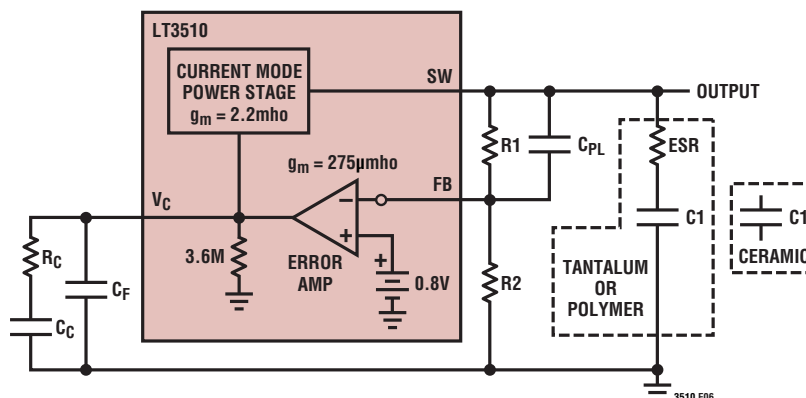 LT3510
CURRENT MODE
POWER STAGE
gm = 2.2mho
SW
OUTPUT
R1
CPL
ESR
gm = 275µmho
VC
FB
C1
C1
CERAMIC
RC
CF
CC
3.6M
ERROR
AMP
0.8V
R2
TANTALUM
OR
POLYMER
3510 F06